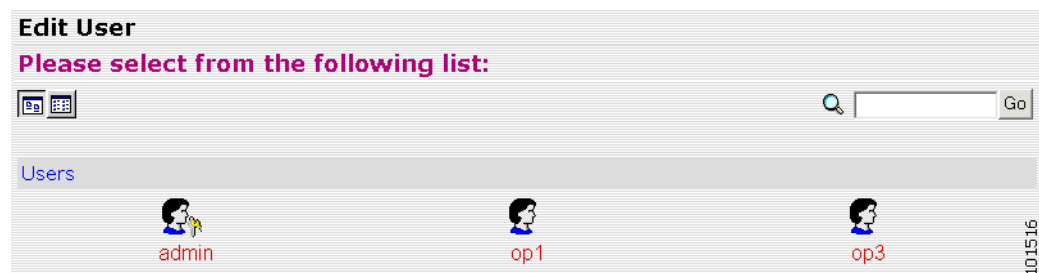 Edit User
Please select from the following list:
Go
Users
admin
op1
op3
101516